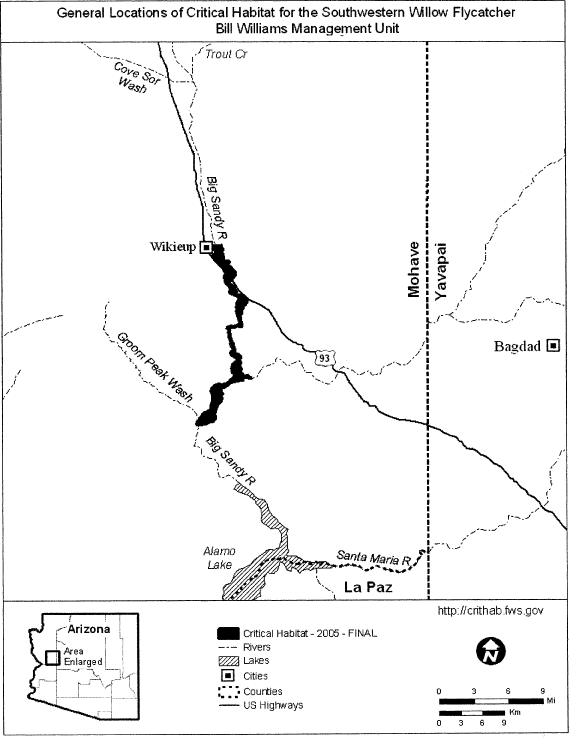 General Locations of Critical Habitat for the Southwestern Willow Flycatcher
Bill Williams Management Unit
Trout Cr
Cove Sor
Wash
Big Sandy R
Wikieup
Mohave
Yavapai
Bagdad
93
Groom Peak Wash
Big Sandy R
Alamo
Lake
Santa Maria R
La Paz
http://crithab.fws.gov
Arizona
Area
Enlarged
Critical Habitat - 2005 - FINAL
Rivers
Lakes
Cities
Counties
US Highways
N
0 3 6 9
Mi
Km
0 3 6 9